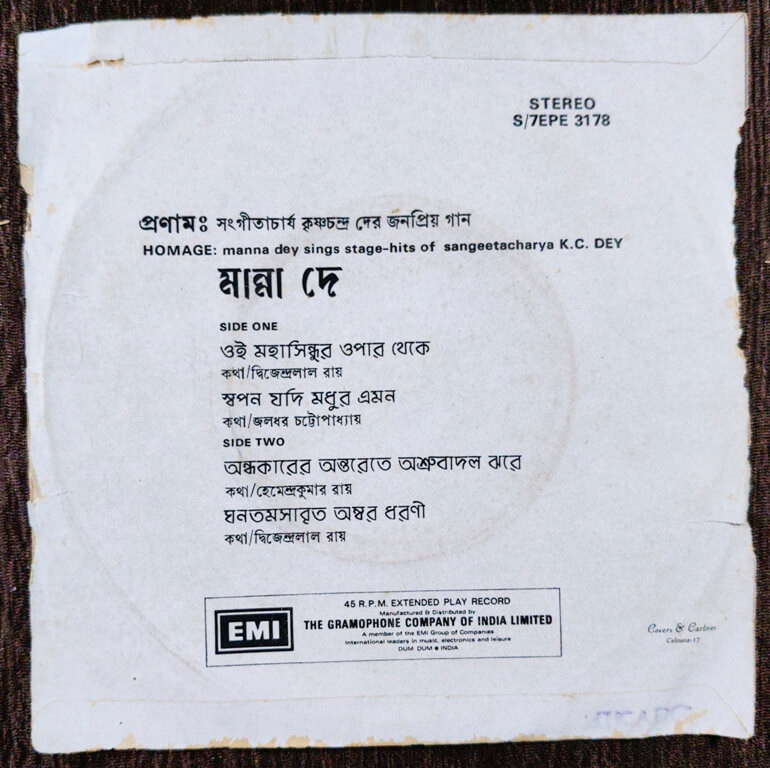 STEREO
S/7EPE 3178
প্রণামঃ সংগীতাচার্য কৃষ্ণচন্দ্র দের জনপ্রিয় গান
HOMAGE: manna dey sings stage-hits of sangeetacharya K.C. DEY
মান্না দে
SIDE ONE
ওই মহাসিন্ধুর ওপার থেকে
কথা/দ্বিজেন্দ্রলাল রায়
স্বপন যদি মধুর এমন
কথা/জলধর চট্টোপাধ্যায়
SIDE TWO
অন্ধকারের অন্তরেতে অশ্রুবাদল ঝরে
কথা/হেমেন্দ্রকুমার রায়
ঘনতমসাবৃত অম্বর ধরণী
কথা/দ্বিজেন্দ্রলাল রায়
EMI
45 R.P.M. EXTENDED PLAY RECORD
Manufactured & Distributed by
THE GRAMOPHONE COMPANY OF INDIA LIMITED
A member of the EMI Group of Companies
International leaders in music, electronics and leisure
DUM DUM ● INDIA
Covers & Cartons
Calcutta-17